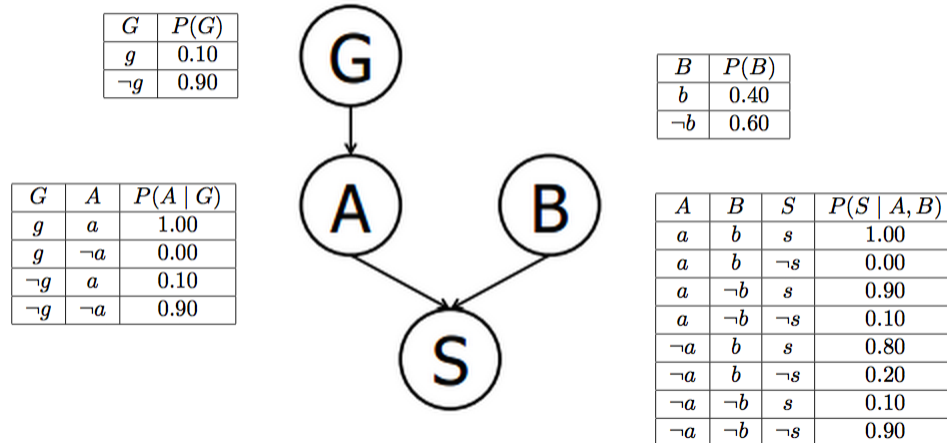 G P(G)
g 0.10
¬g 0.90
G
B P(B)
b 0.40
¬b 0.60
G A P(A | G)
g a 1.00
g ¬a 0.00
¬g a 0.10
¬g ¬a 0.90
A
B
A B S P(S | A, B)
a b s 1.00
a b ¬s 0.00
a ¬b s 0.90
a ¬b ¬s 0.10
¬a b s 0.80
¬a b ¬s 0.20
¬a ¬b s 0.10
¬a ¬b ¬s 0.90
S